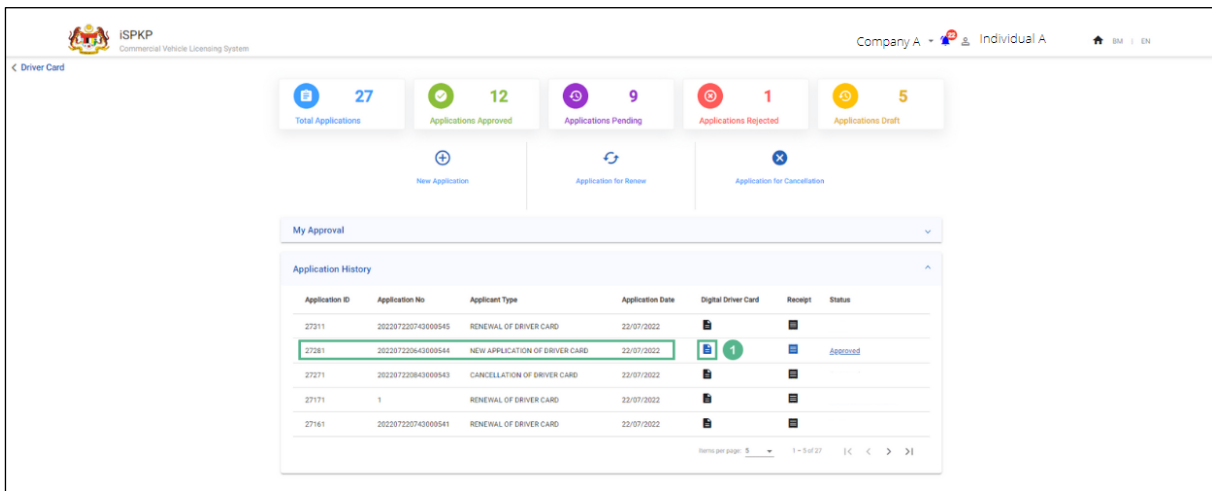 iSPKP
Commercial Vehicle Licensing System
Company A 22 Individual A BM | EN
< Driver Card
27 12 9 1 5
Total Applications Applications Approved Applications Pending Applications Rejected Applications Draft
New Application Application for Renew Application for Cancellation
My Approval
Application History
Application ID Application No Applicant Type Application Date Digital Driver Card Receipt Status
27311 202207220743000545 RENEWAL OF DRIVER CARD 22/07/2022
27281 202207220643000544 NEW APPLICATION OF DRIVER CARD 22/07/2022 1 Approved
27271 202207220843000543 CANCELLATION OF DRIVER CARD 22/07/2022
27171 1 RENEWAL OF DRIVER CARD 22/07/2022
27161 202207220743000541 RENEWAL OF DRIVER CARD 22/07/2022
Items per page: 5 1 – 5 of 27 |< < > >|